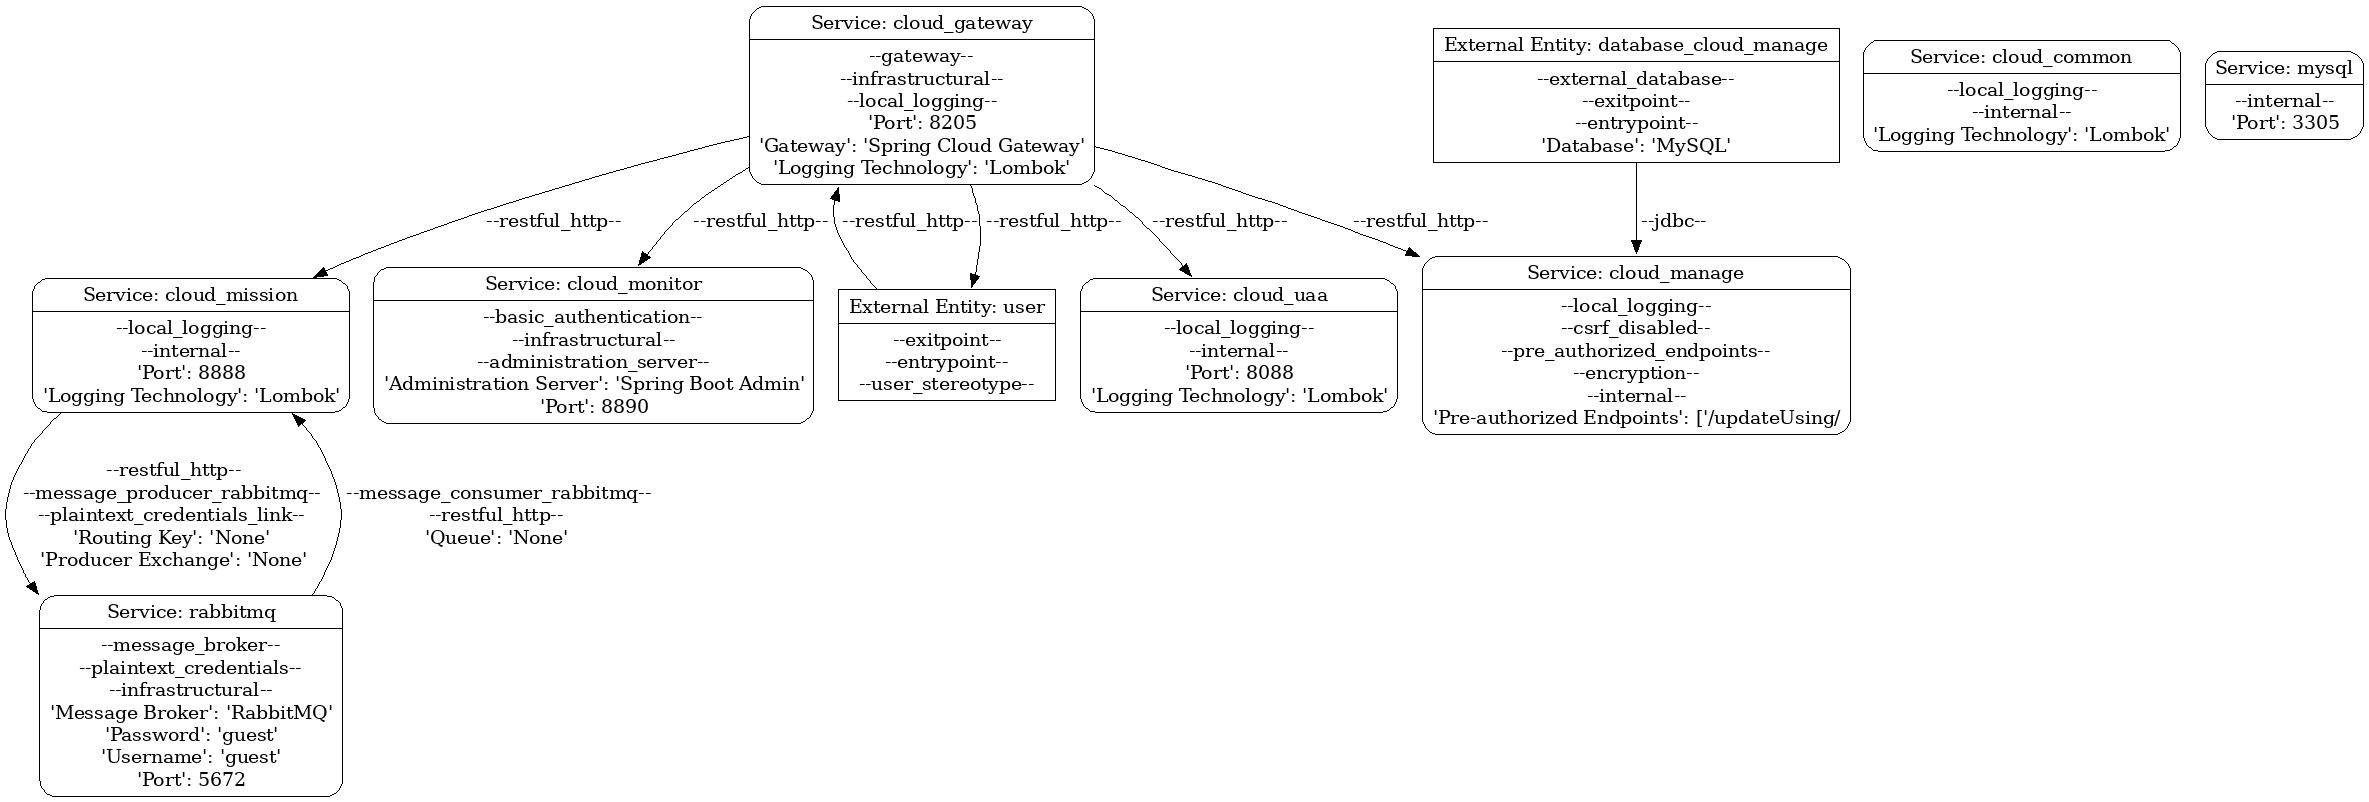 Service: cloud_gateway
--gateway--
--infrastructural--
--local_logging--
'Port': 8205
'Gateway': 'Spring Cloud Gateway'
'Logging Technology': 'Lombok'
External Entity: database_cloud_manage
--external_database--
--exitpoint--
--entrypoint--
'Database': 'MySQL'
Service: cloud_common
--local_logging--
--internal--
'Logging Technology': 'Lombok'
Service: mysql
--internal--
'Port': 3305
--restful_http--
--restful_http--
--restful_http--
--restful_http--
--restful_http--
--restful_http--
--jdbc--
Service: cloud_mission
--local_logging--
--internal--
'Port': 8888
'Logging Technology': 'Lombok'
Service: cloud_monitor
--basic_authentication--
--infrastructural--
--administration_server--
'Administration Server': 'Spring Boot Admin'
'Port': 8890
External Entity: user
--exitpoint--
--entrypoint--
--user_stereotype--
Service: cloud_uaa
--local_logging--
--internal--
'Port': 8088
'Logging Technology': 'Lombok'
Service: cloud_manage
--local_logging--
--csrf_disabled--
--pre_authorized_endpoints--
--encryption--
--internal--
'Pre-authorized Endpoints': ['/updateUsing/
--restful_http--
--message_producer_rabbitmq--
--plaintext_credentials_link--
'Routing Key': 'None'
'Producer Exchange': 'None'
--message_consumer_rabbitmq--
--restful_http--
'Queue': 'None'
Service: rabbitmq
--message_broker--
--plaintext_credentials--
--infrastructural--
'Message Broker': 'RabbitMQ'
'Password': 'guest'
'Username': 'guest'
'Port': 5672